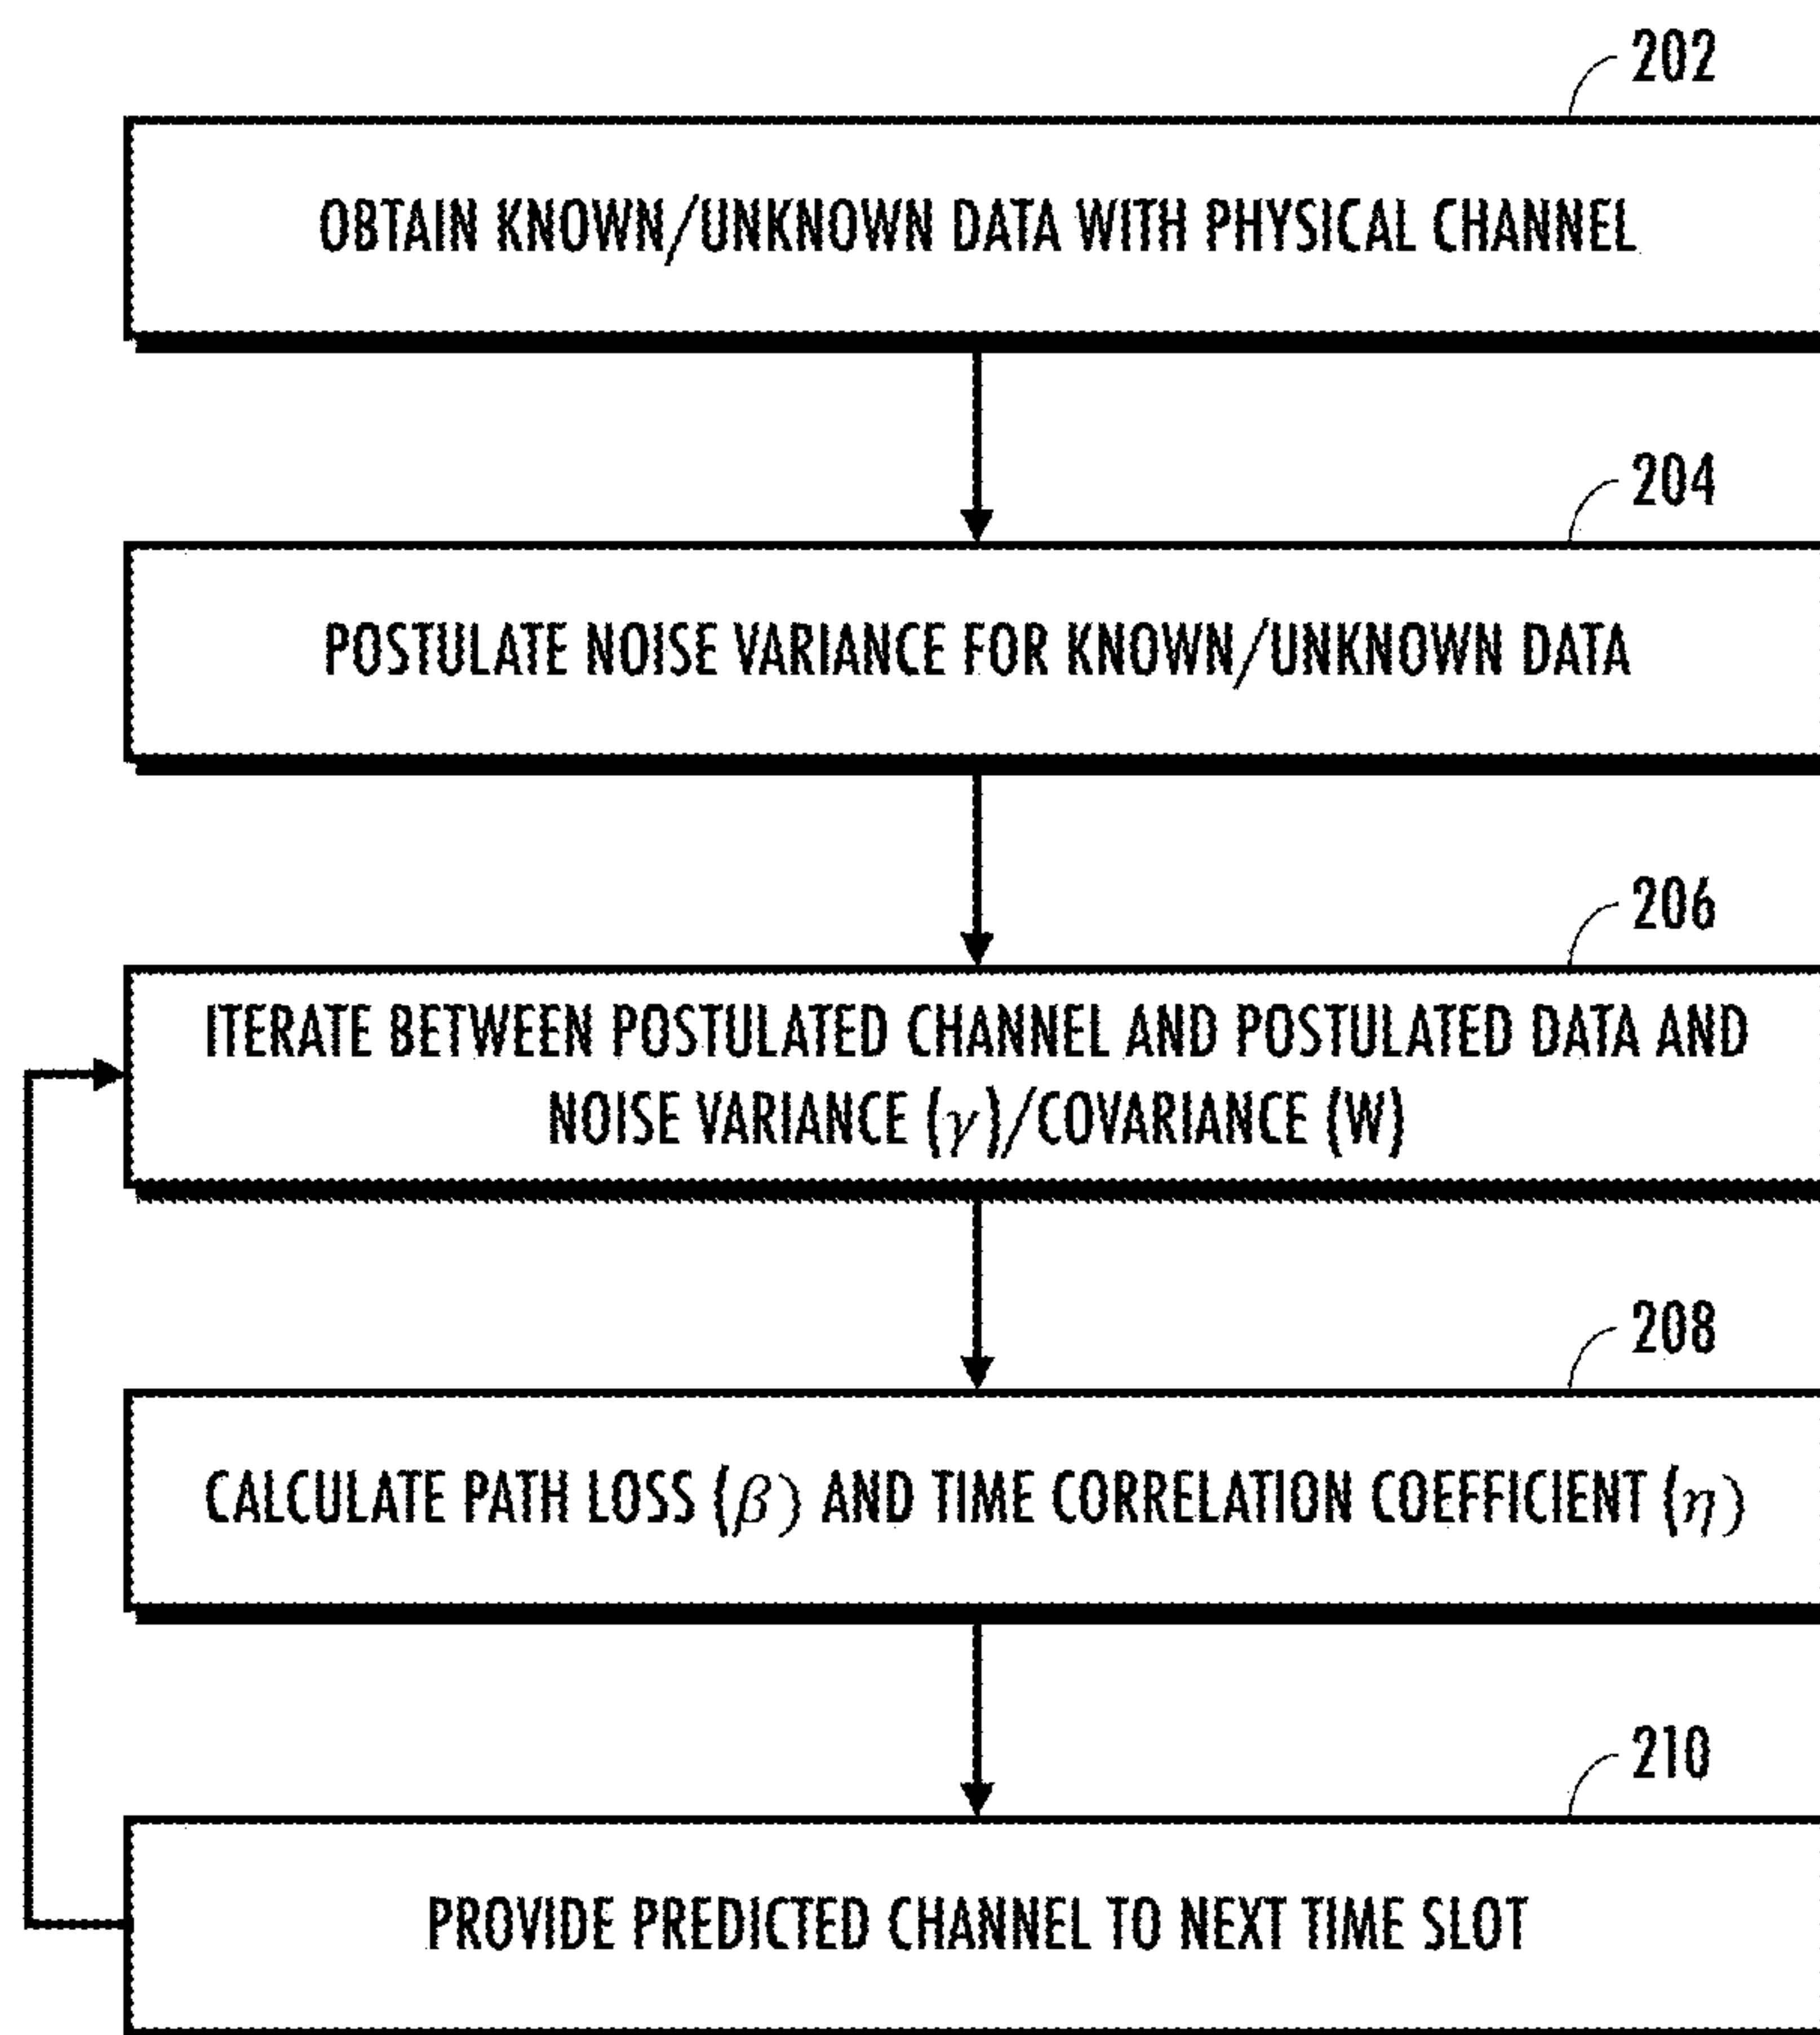 202
OBTAIN KNOWN/UNKNOWN DATA WITH PHYSICAL CHANNEL
204
POSTULATE NOISE VARIANCE FOR KNOWN/UNKNOWN DATA
206
ITERATE BETWEEN POSTULATED CHANNEL AND POSTULATED DATA AND
NOISE VARIANCE (γ)/COVARIANCE (W)
208
CALCULATE PATH LOSS (β) AND TIME CORRELATION COEFFICIENT (η)
210
PROVIDE PREDICTED CHANNEL TO NEXT TIME SLOT